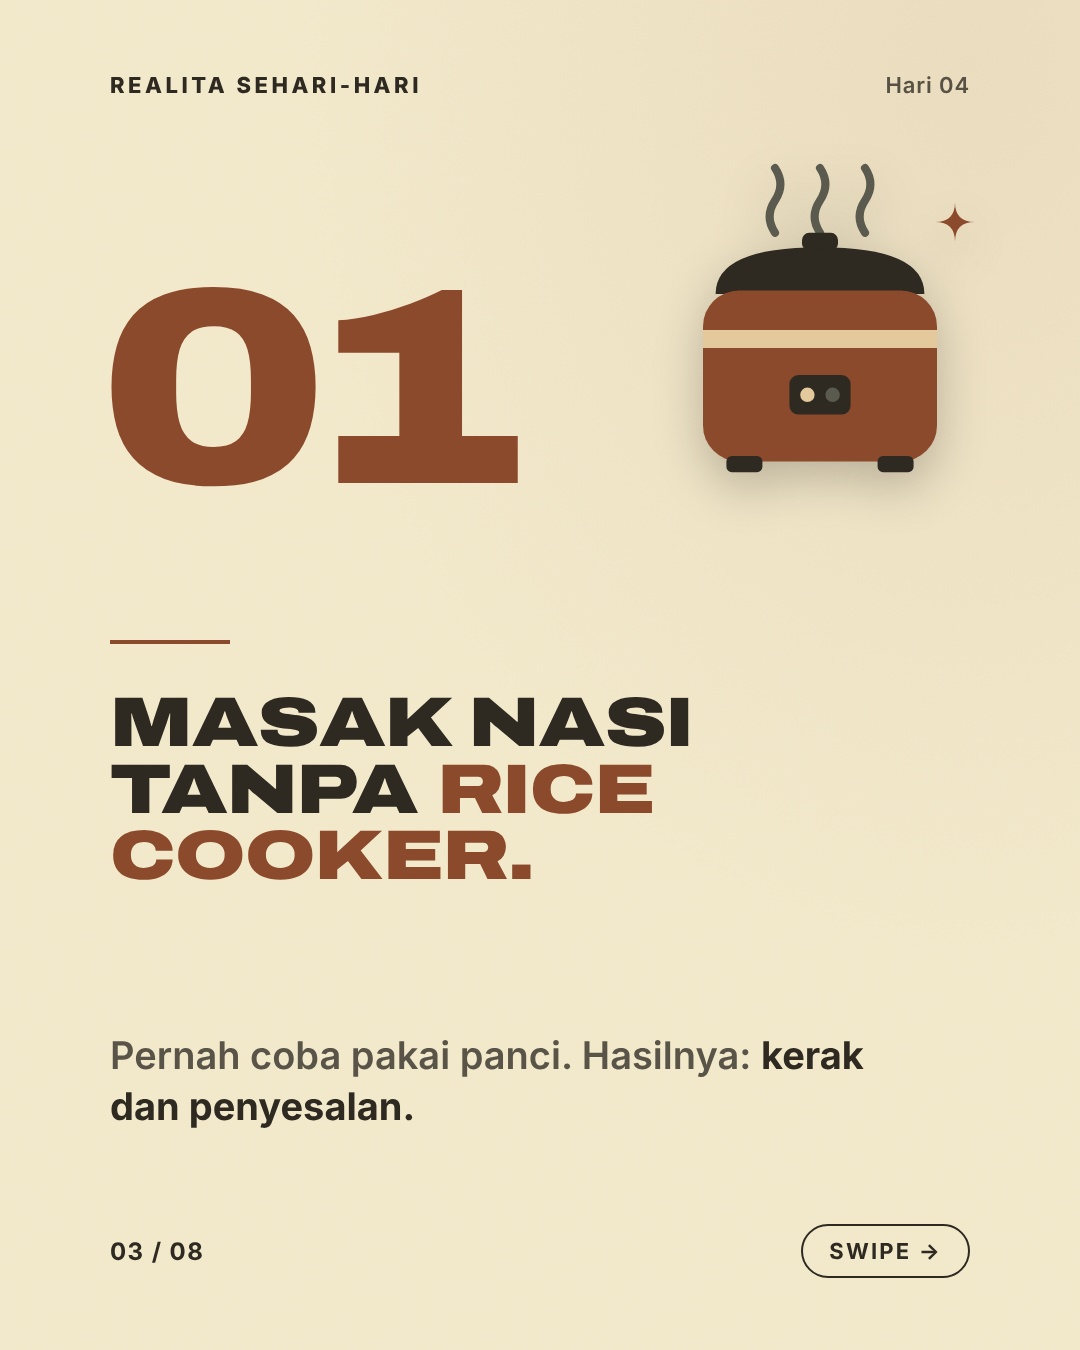 REALITA SEHARI-HARI
Hari 04
01
MASAK NASI
TANPA RICE
COOKER.
Pernah coba pakai panci. Hasilnya: kerak
dan penyesalan.
03 / 08
SWIPE →